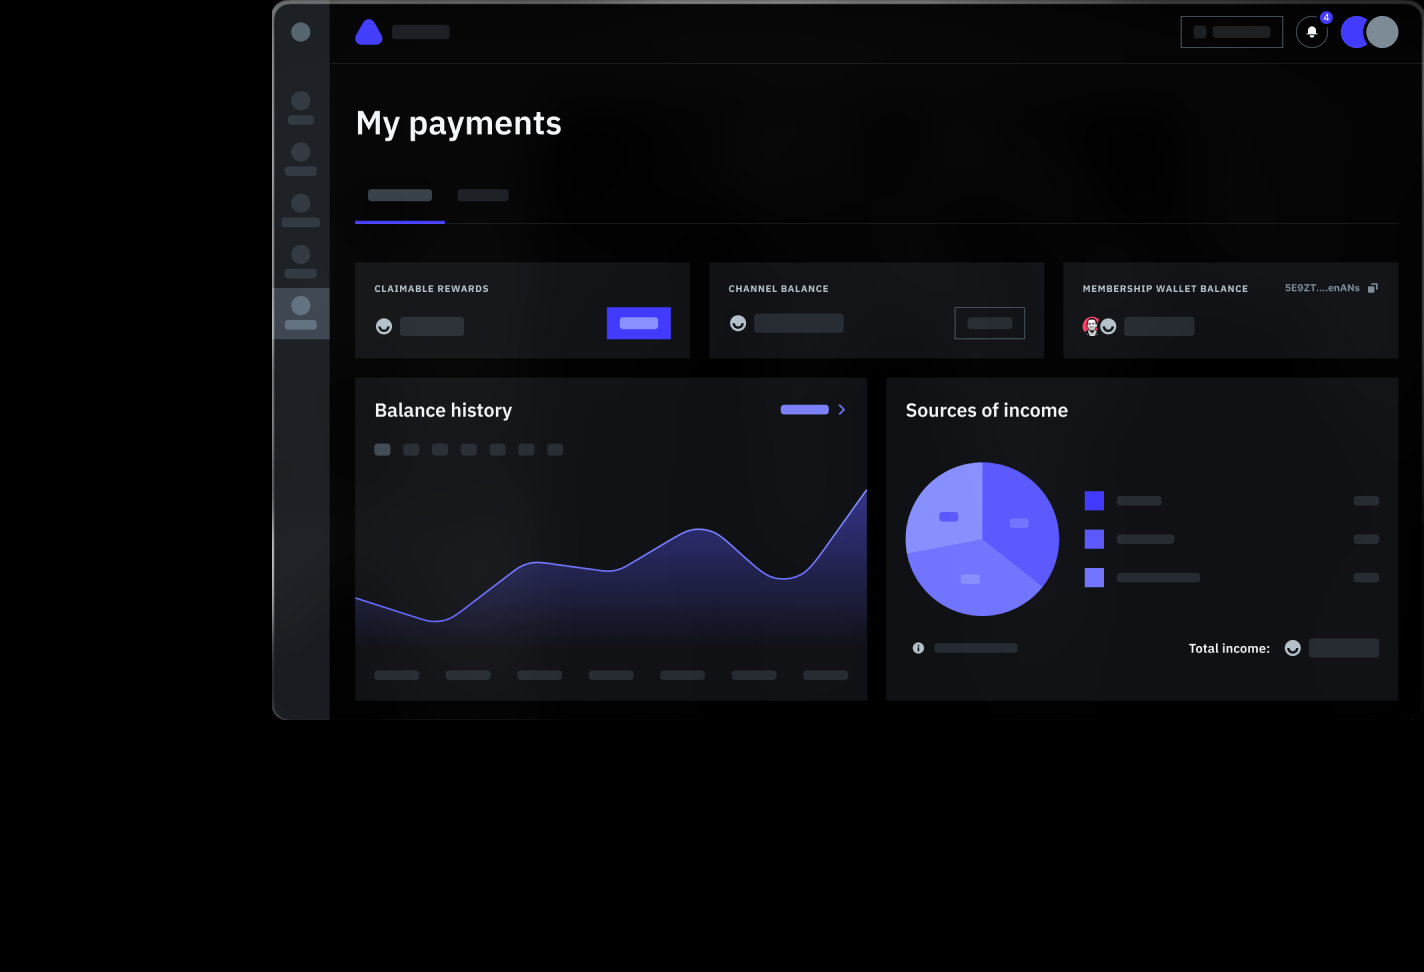 4
My payments
CLAIMABLE REWARDS
CHANNEL BALANCE
MEMBERSHIP WALLET BALANCE
5E9ZT....enANs
Balance history
Sources of income
Total income: